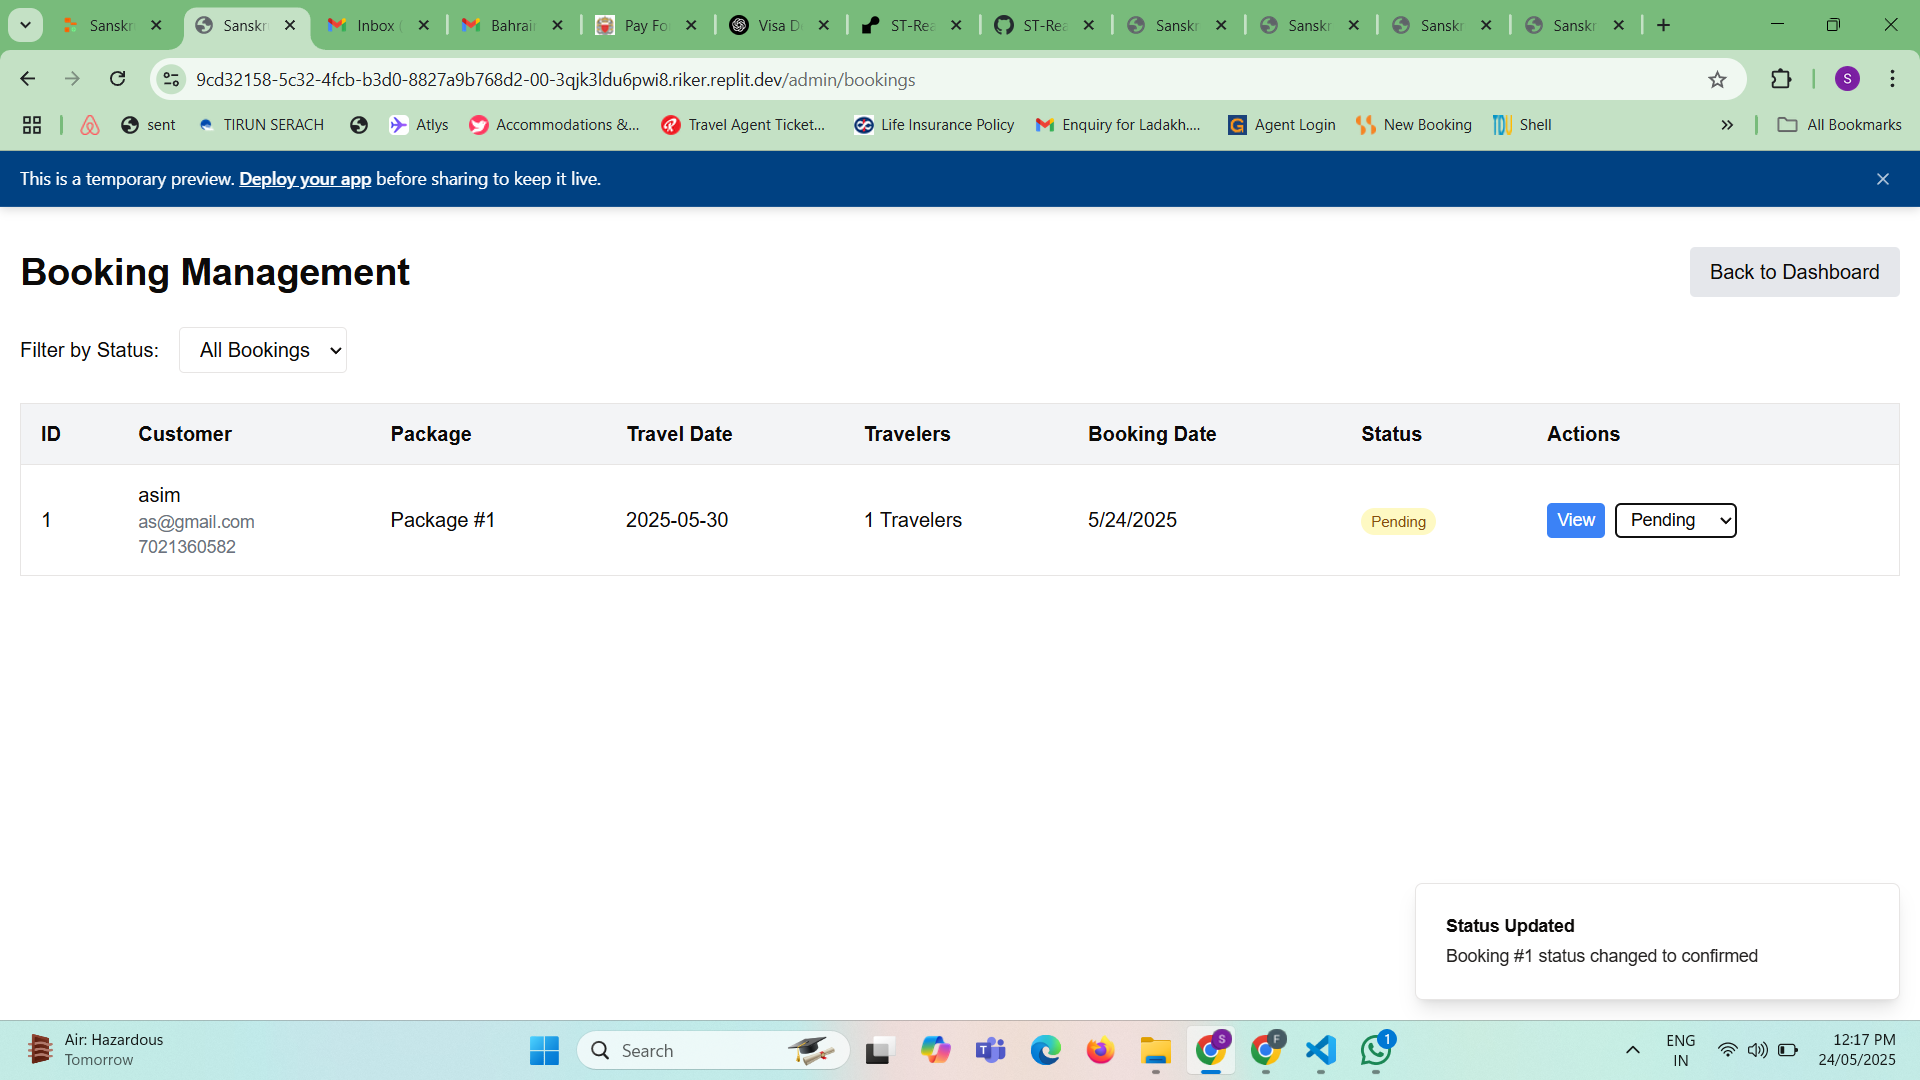 Sanskr
Sanskr
Inbox (
Bahrain
Pay Fo
Visa D
ST-Rea
ST-Rea
Sanskr
Sanskr
Sanskr
Sanskr
9cd32158-5c32-4fcb-b3d0-8827a9b768d2-00-3qjk3ldu6pwi8.riker.replit.dev/admin/bookings
S
sent
TIRUN SERACH
Atlys
Accommodations &...
Travel Agent Ticket...
Life Insurance Policy
Enquiry for Ladakh....
Agent Login
New Booking
Shell
All Bookmarks
This is a temporary preview. Deploy your app before sharing to keep it live.
Booking Management
Back to Dashboard
Filter by Status: All Bookings
ID Customer Package Travel Date Travelers Booking Date Status Actions
1
asim
as@gmail.com
7021360582
Package #1
2025-05-30
1 Travelers
5/24/2025
Pending
View
Pending
Status Updated
Booking #1 status changed to confirmed
Air: Hazardous
Tomorrow
Search
S
F
1
ENG
IN
12:17 PM
24/05/2025